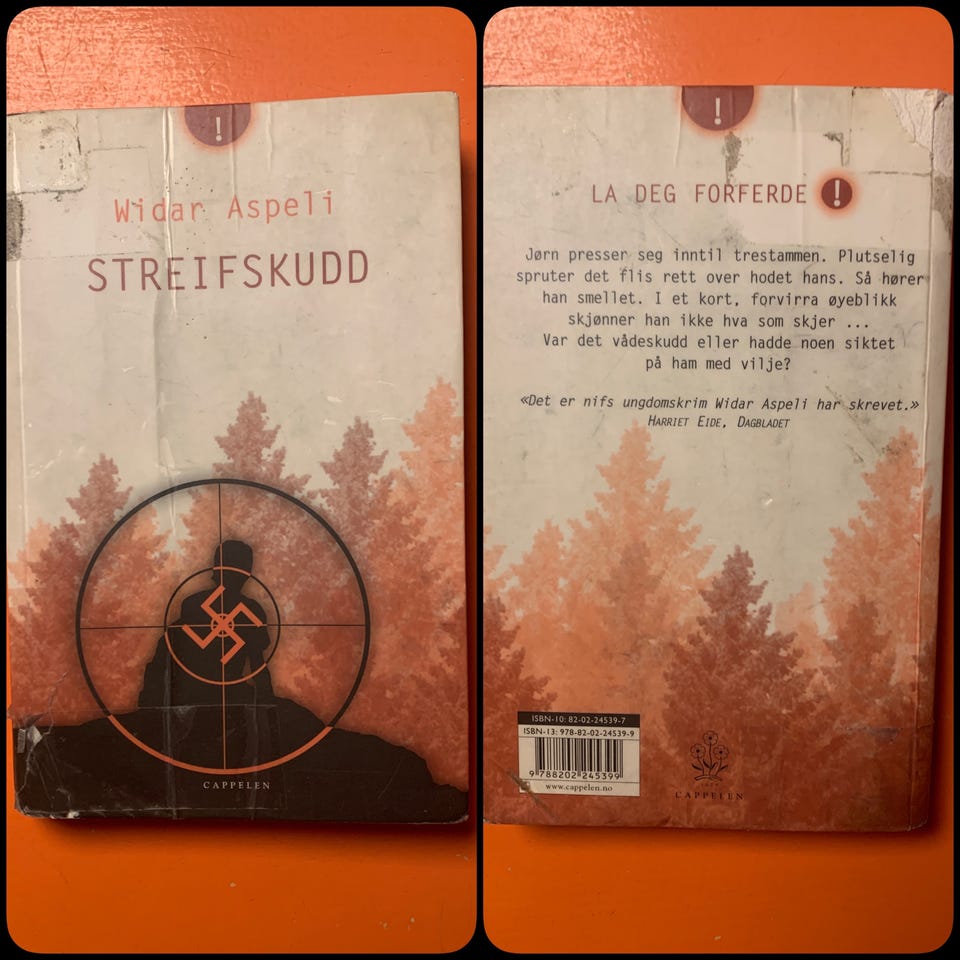 !
Widar Aspeli
STREIFSKUDD
CAPPELEN
!
LA DEG FORFERDE !
Jørn presser seg inntil trestammen. Plutselig
spruter det flis rett over hodet hans. Så hører
han smellet. I et kort, forvirra øyeblikk
skjønner han ikke hva som skjer ...
Var det vådeskudd eller hadde noen siktet
på ham med vilje?
«Det er nifs ungdomskrim Widar Aspeli har skrevet.»
HARRIET EIDE, DAGBLADET
ISBN-10: 82-02-24539-7
ISBN-13: 978-82-02-24539-9
9 788202 245399
www.cappelen.no
CAPPELEN